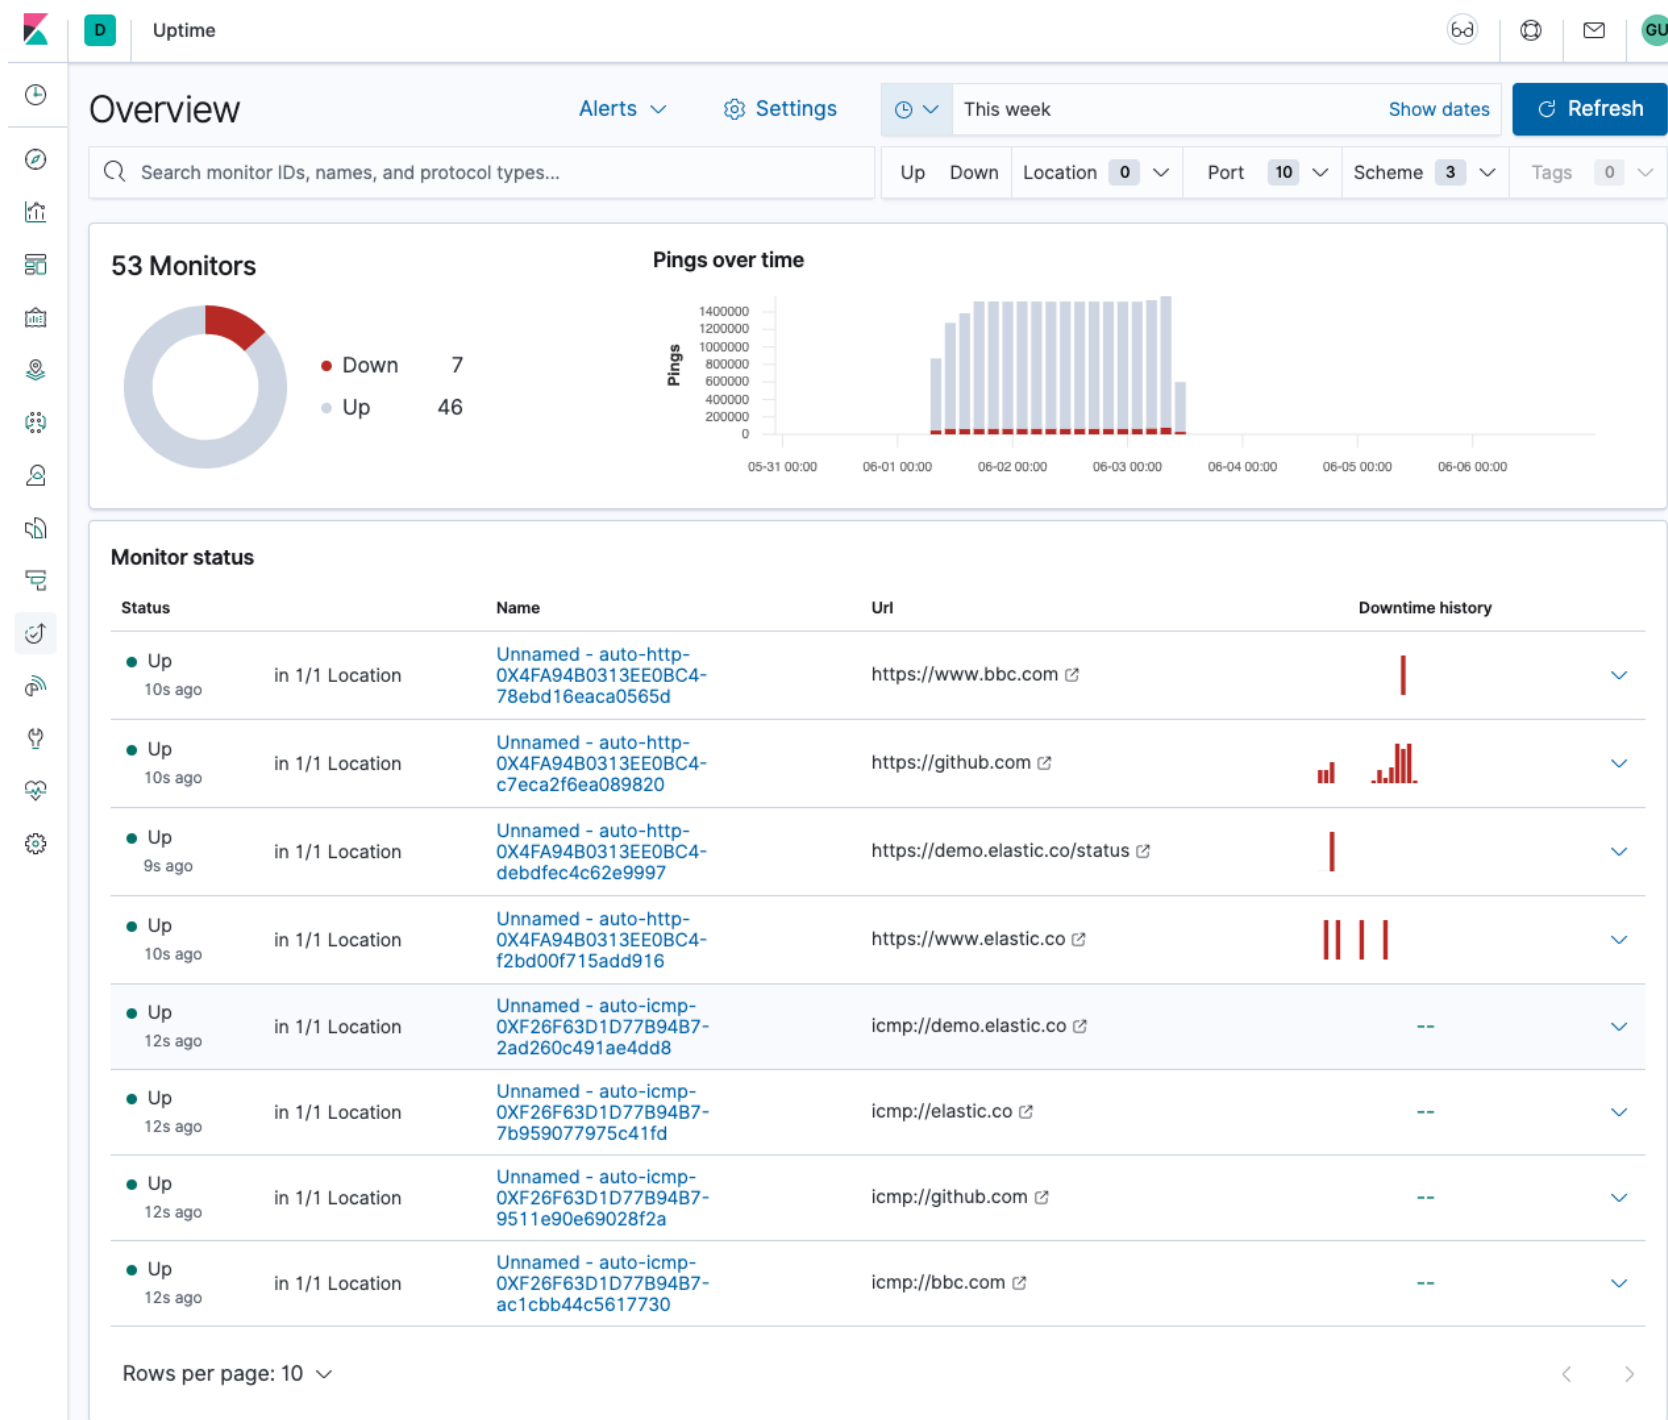 D Uptime GU
Overview Alerts Settings This week Show dates Refresh
Search monitor IDs, names, and protocol types... Up Down Location 0 Port 10 Scheme 3 Tags 0
53 Monitors
Down 7
Up 46
Pings over time
Pings
1400000
1200000
1000000
800000
600000
400000
200000
0
05-31 00:00 06-01 00:00 06-02 00:00 06-03 00:00 06-04 00:00 06-05 00:00 06-06 00:00
Monitor status
Status Name Url Downtime history
Up
10s ago
in 1/1 Location
Unnamed - auto-http-
0X4FA94B0313EE0BC4-
78ebd16eaca0565d
https://www.bbc.com
Up
10s ago
in 1/1 Location
Unnamed - auto-http-
0X4FA94B0313EE0BC4-
c7eca2f6ea089820
https://github.com
Up
9s ago
in 1/1 Location
Unnamed - auto-http-
0X4FA94B0313EE0BC4-
debdfec4c62e9997
https://demo.elastic.co/status
Up
10s ago
in 1/1 Location
Unnamed - auto-http-
0X4FA94B0313EE0BC4-
f2bd00f715add916
https://www.elastic.co
Up
12s ago
in 1/1 Location
Unnamed - auto-icmp-
0XF26F63D1D77B94B7-
2ad260c491ae4dd8
icmp://demo.elastic.co
--
Up
12s ago
in 1/1 Location
Unnamed - auto-icmp-
0XF26F63D1D77B94B7-
7b959077975c41fd
icmp://elastic.co
--
Up
12s ago
in 1/1 Location
Unnamed - auto-icmp-
0XF26F63D1D77B94B7-
9511e90e69028f2a
icmp://github.com
--
Up
12s ago
in 1/1 Location
Unnamed - auto-icmp-
0XF26F63D1D77B94B7-
ac1cbb44c5617730
icmp://bbc.com
--
Rows per page: 10